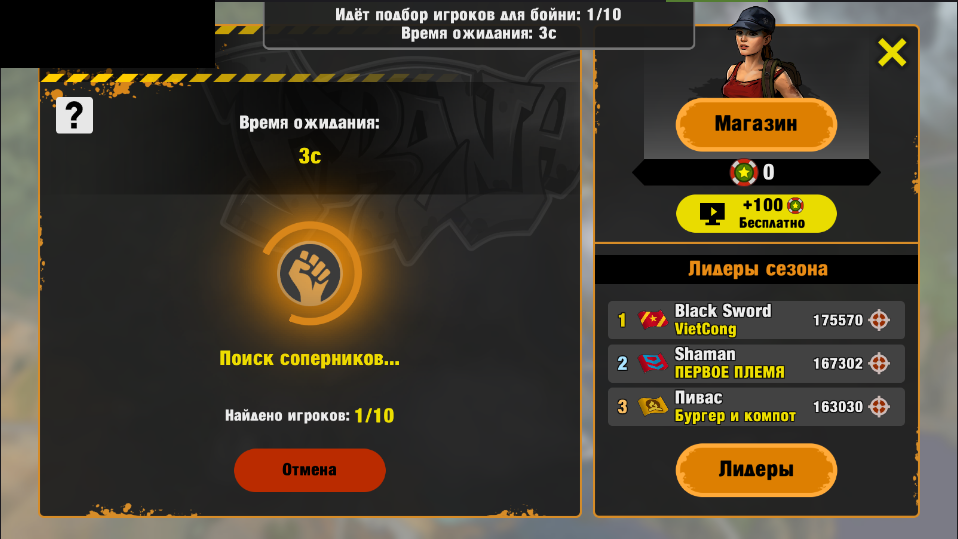 Идёт подбор игроков для бойни: 1/10
Время ожидания: 3с
?
Время ожидания:
3с
Поиск соперников...
Найдено игроков: 1/10
Отмена
Магазин
0
+100
Бесплатно
Лидеры сезона
1 Black Sword 175570
VietCong
2 Shaman 167302
ПЕРВОЕ ПЛЕМЯ
3 Пивас 163030
Бургер и компот
Лидеры